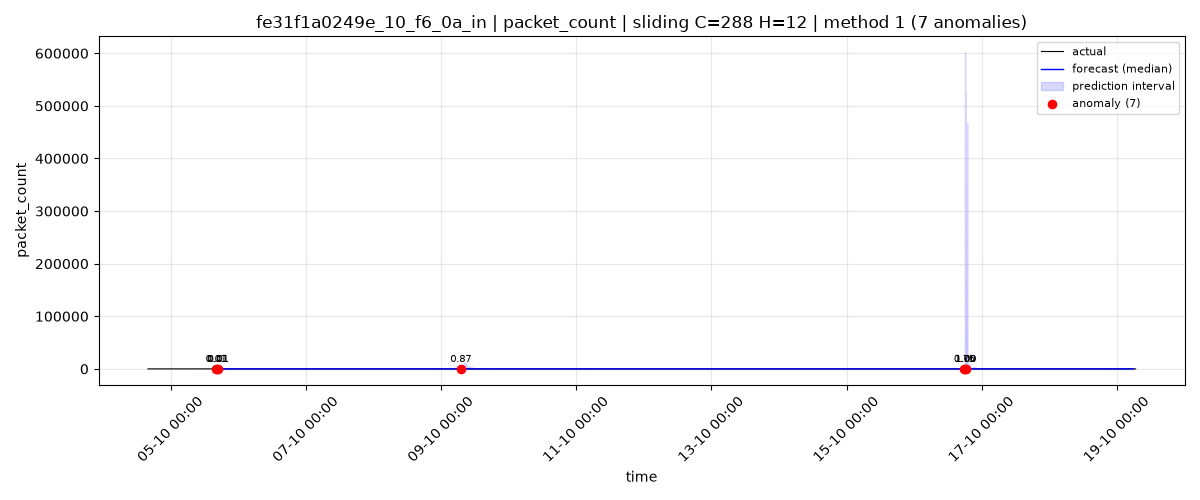 fe31f1a0249e_10_f6_0a_in | packet_count | sliding C=288 H=12 | method 1 (7 anomalies)
600000
500000
400000
300000
200000
100000
0
packet_count
actual
forecast (median)
prediction interval
anomaly (7)
0.87
05-10 00:00
07-10 00:00
09-10 00:00
11-10 00:00
13-10 00:00
15-10 00:00
17-10 00:00
19-10 00:00
time